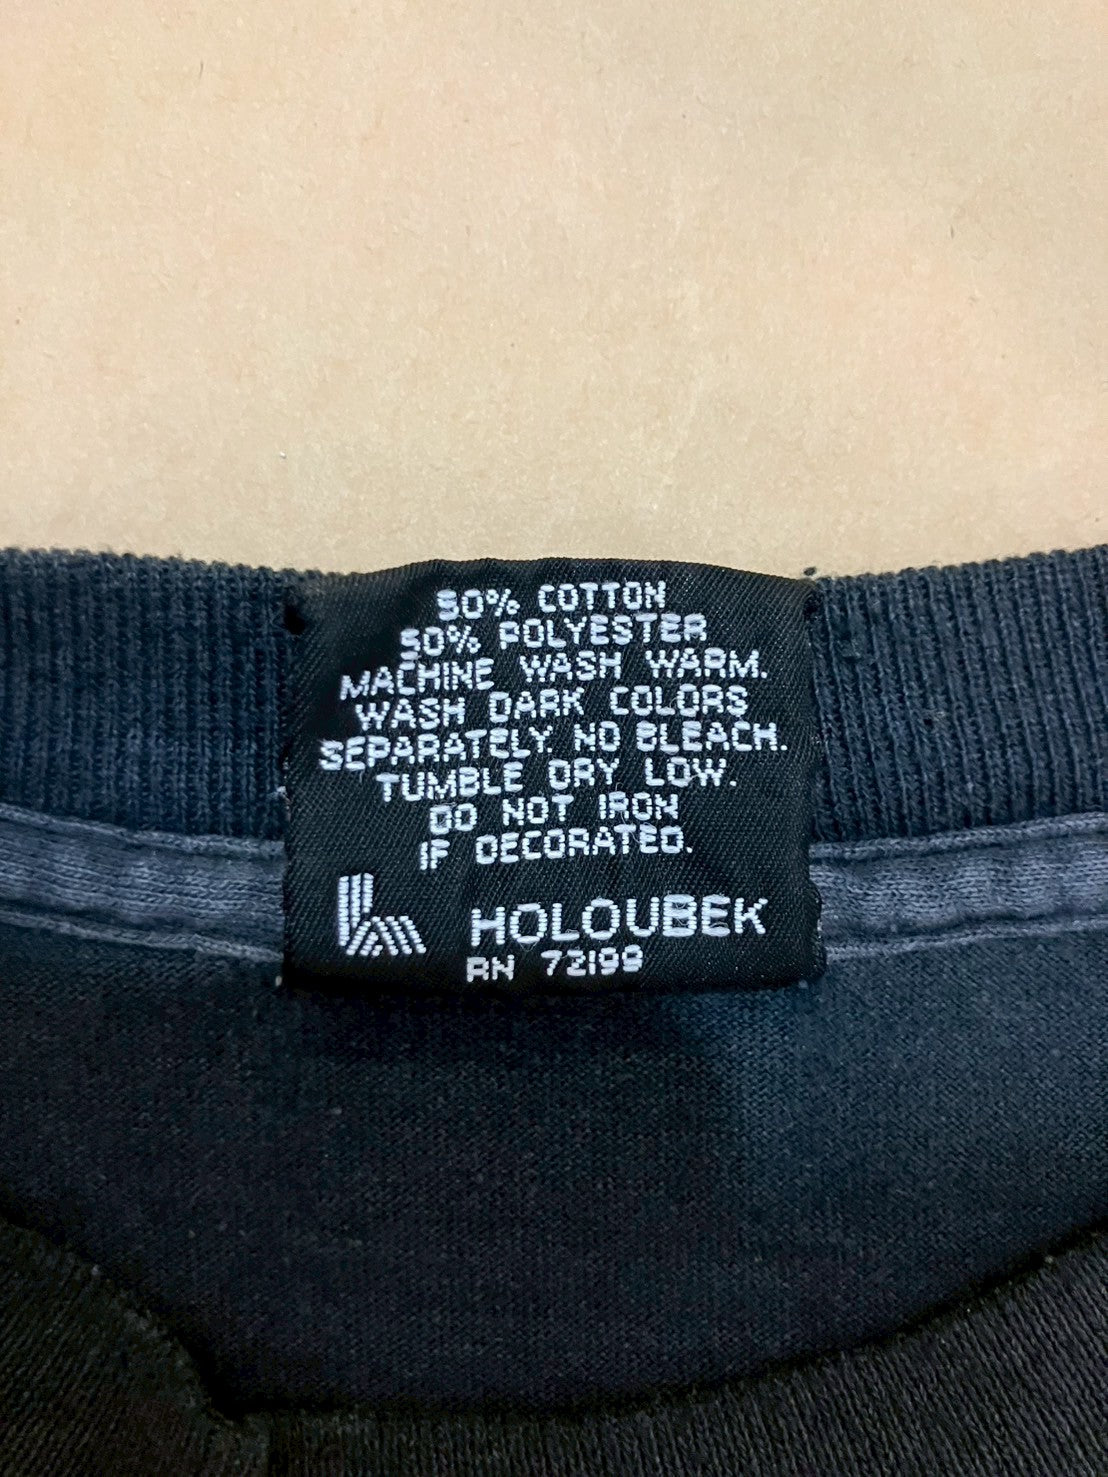 50% COTTON
50% POLYESTER
MACHINE WASH WARM.
WASH DARK COLORS
SEPARATELY. NO BLEACH.
TUMBLE DRY LOW.
DO NOT IRON
IF DECORATED.
HOLOUBEK
RN 72199